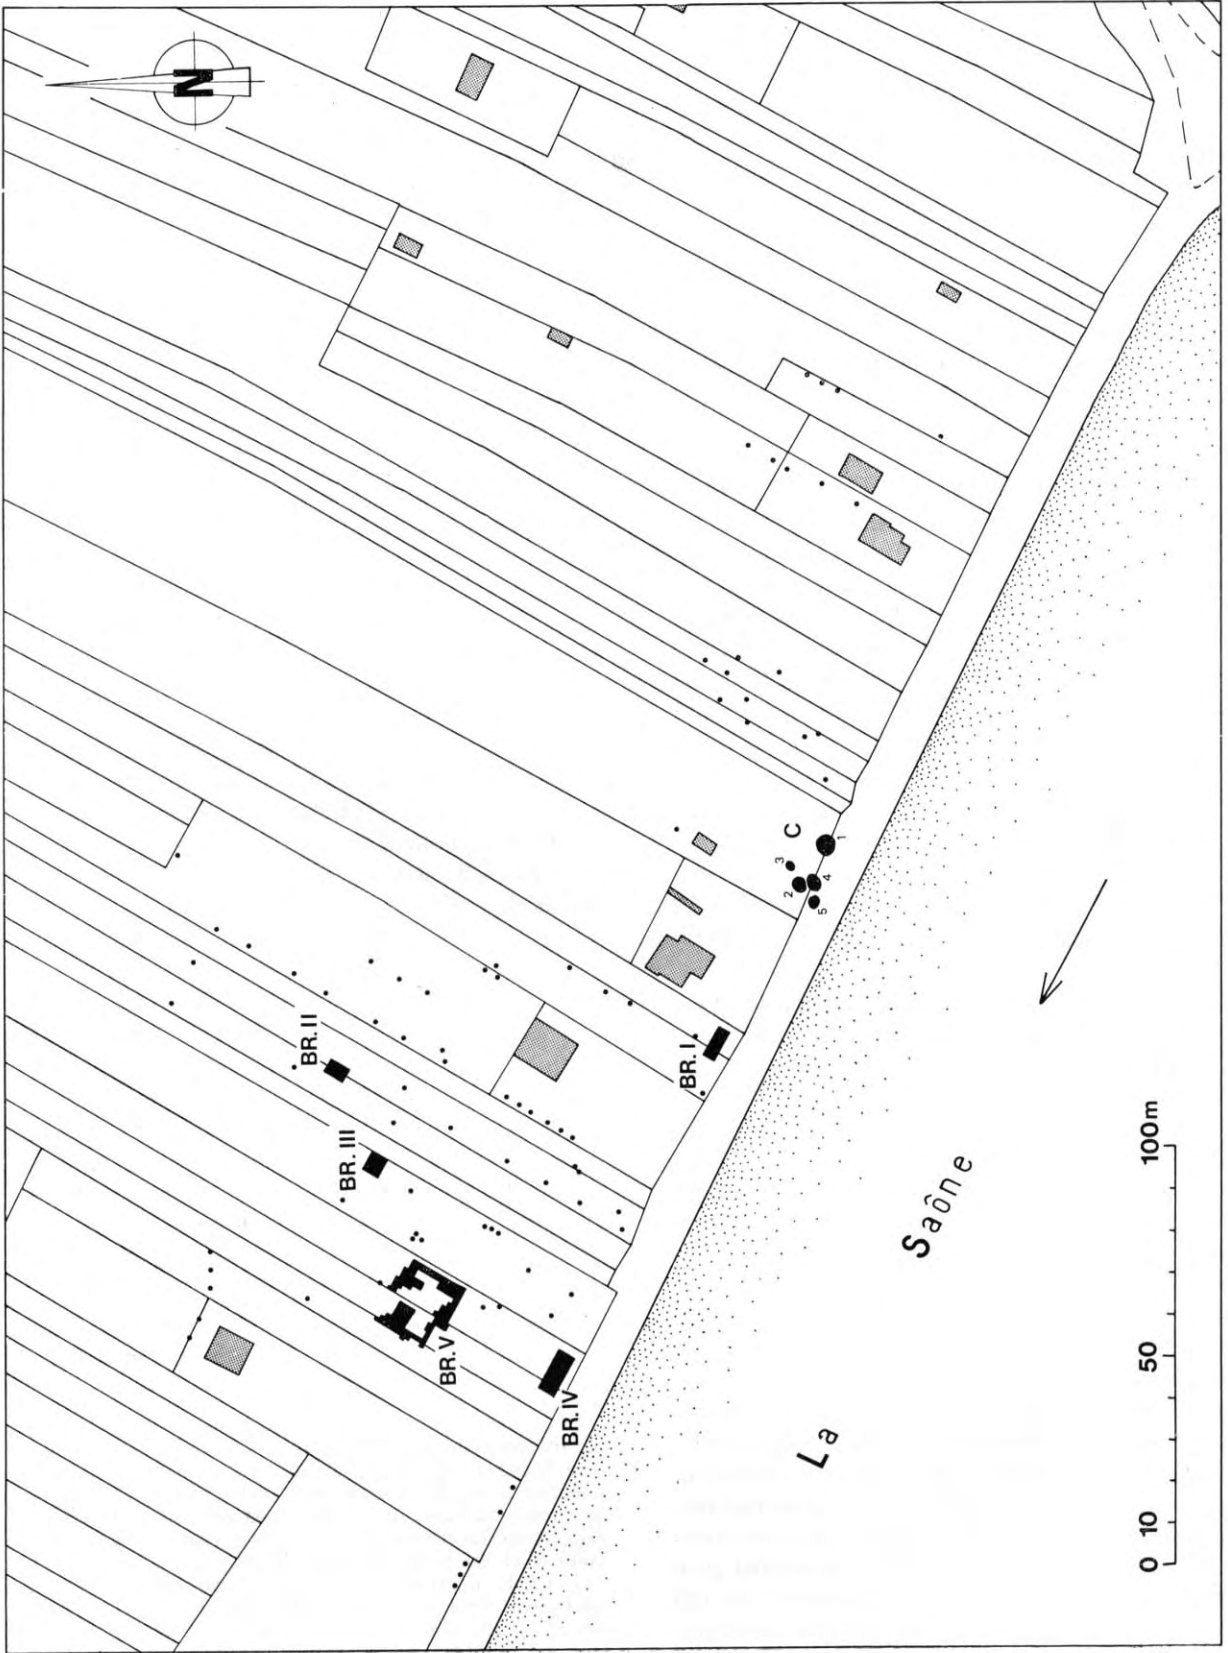 N
BR. II
BR. III
BR. V
BR. IV
BR. I
C
1
2
3
4
5
La Saône
0 10 50 100m